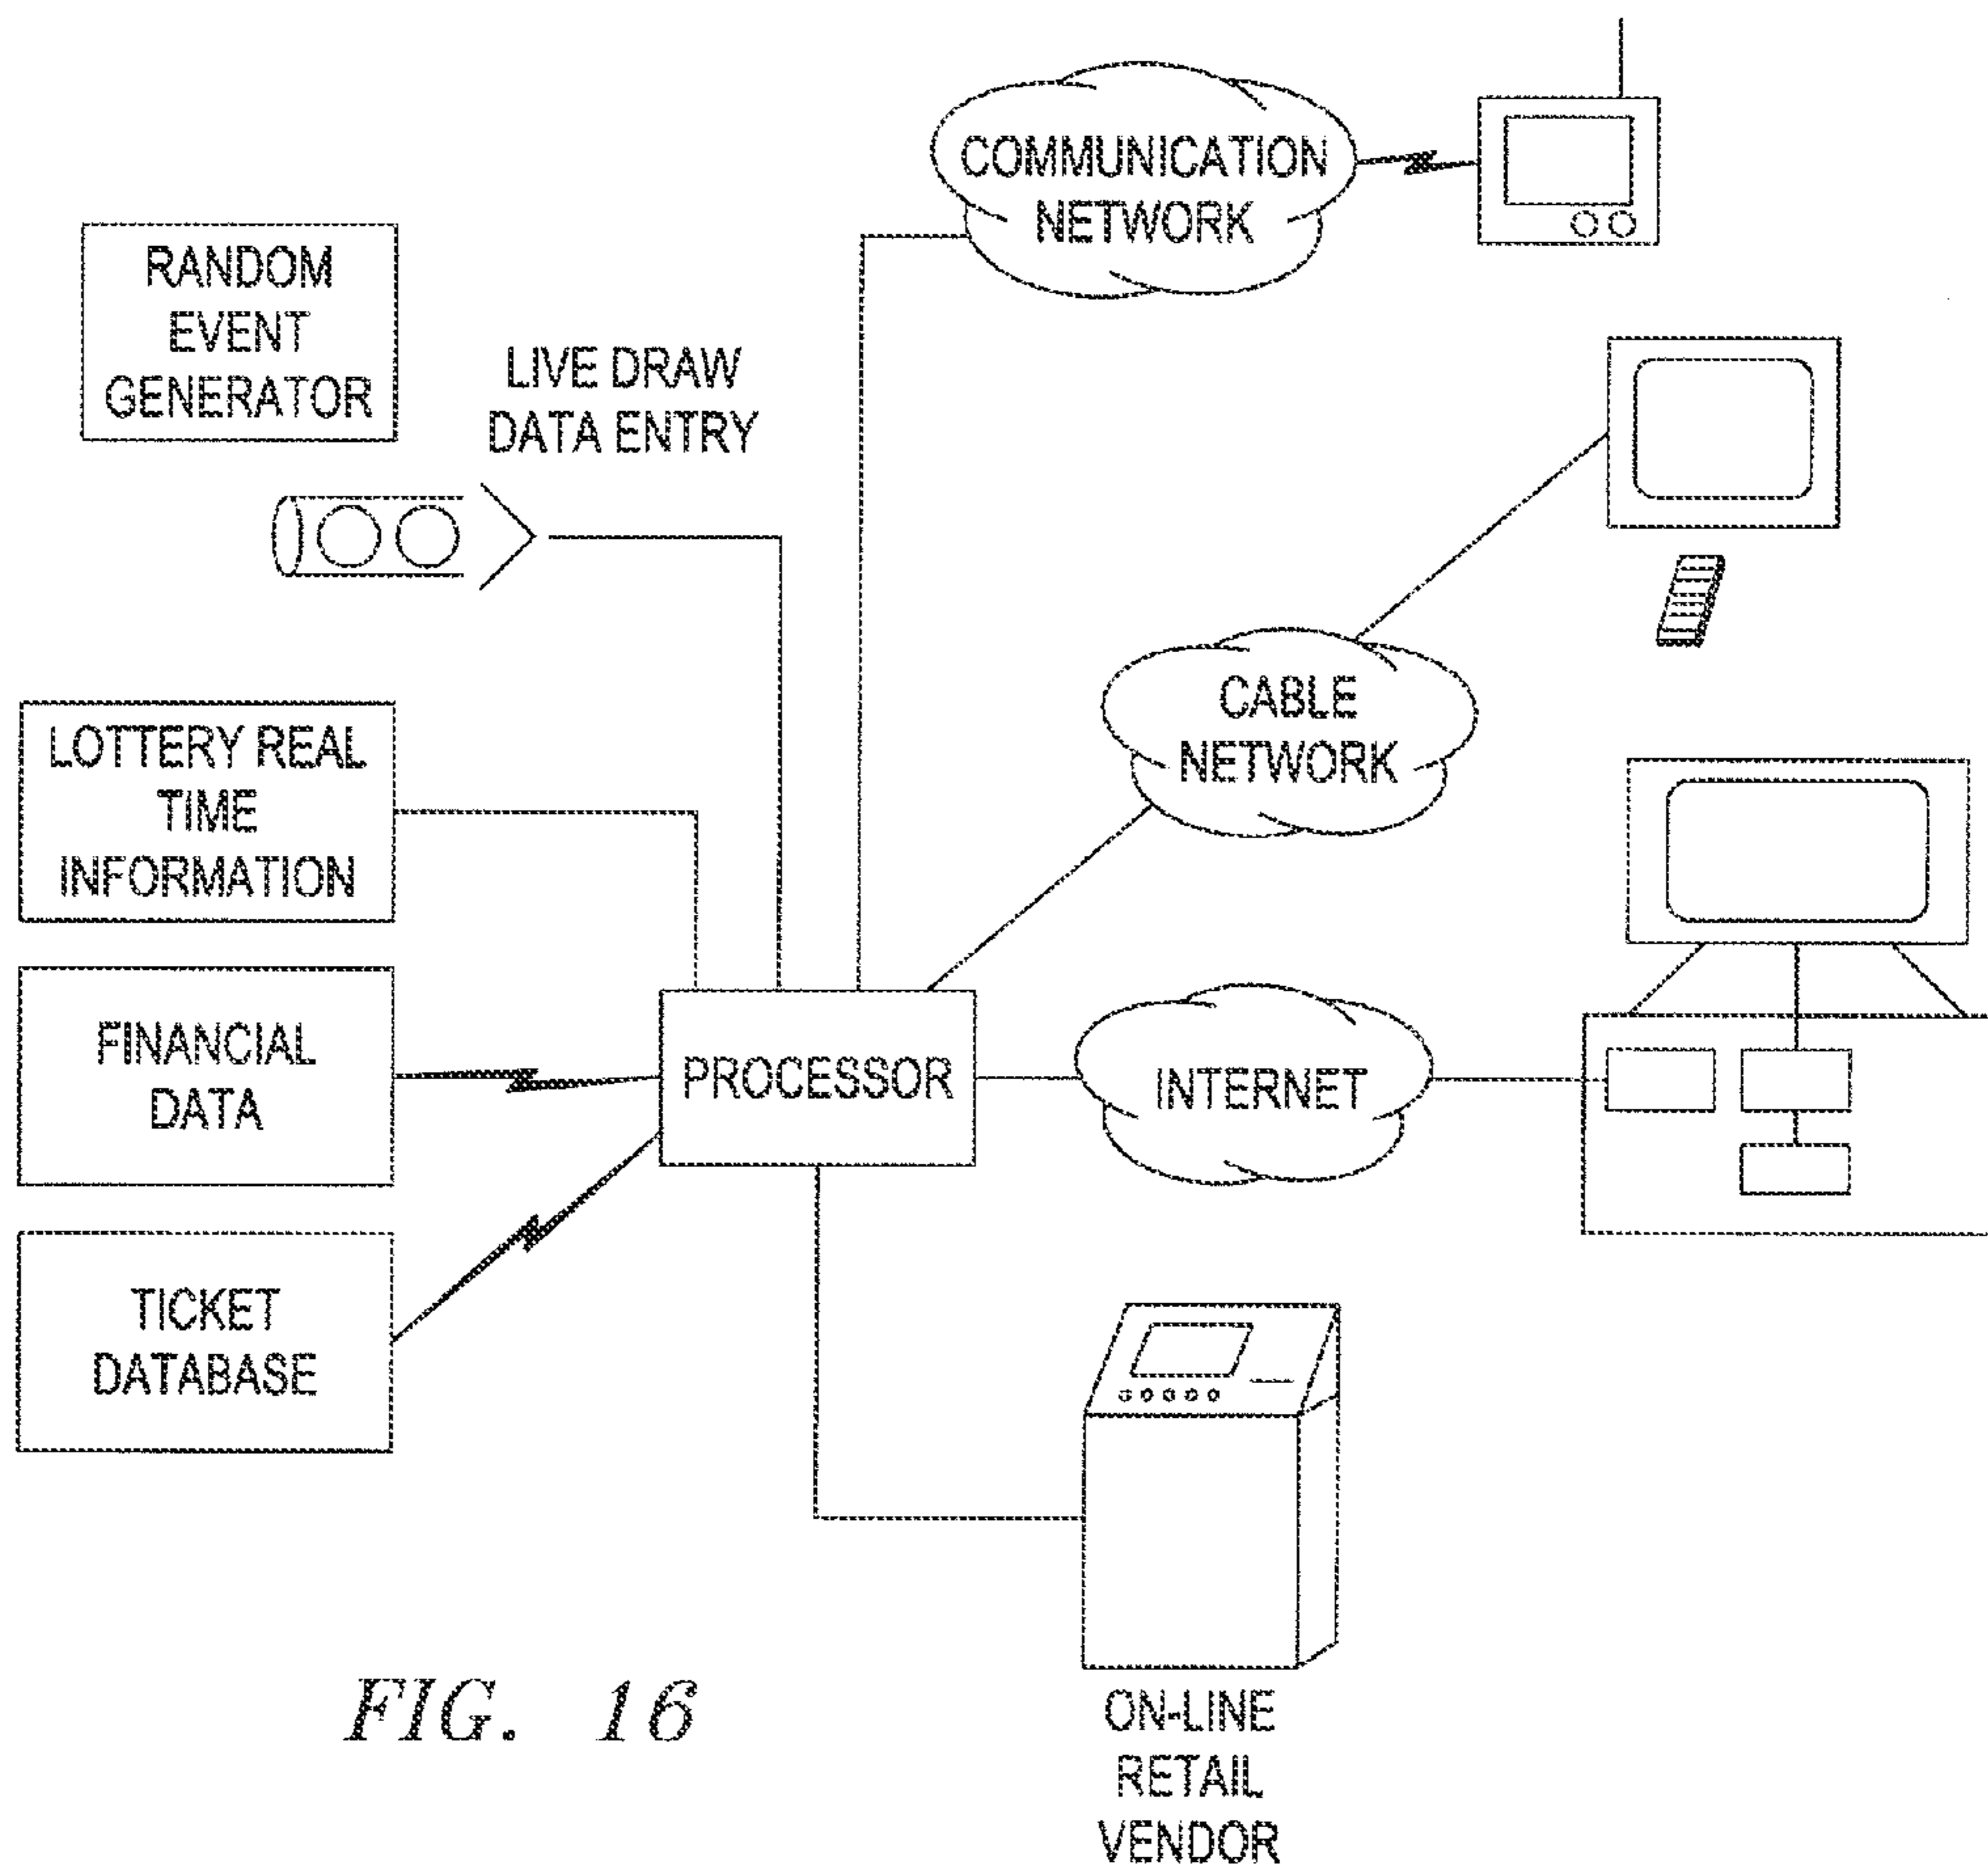 COMMUNICATION
NETWORK
RANDOM
EVENT
GENERATOR
LIVE DRAW
DATA ENTRY
CABLE
NETWORK
LOTTERY REAL
TIME
INFORMATION
FINANCIAL
DATA
PROCESSOR
INTERNET
TICKET
DATABASE
ON-LINE
RETAIL
VENDOR
FIG. 16